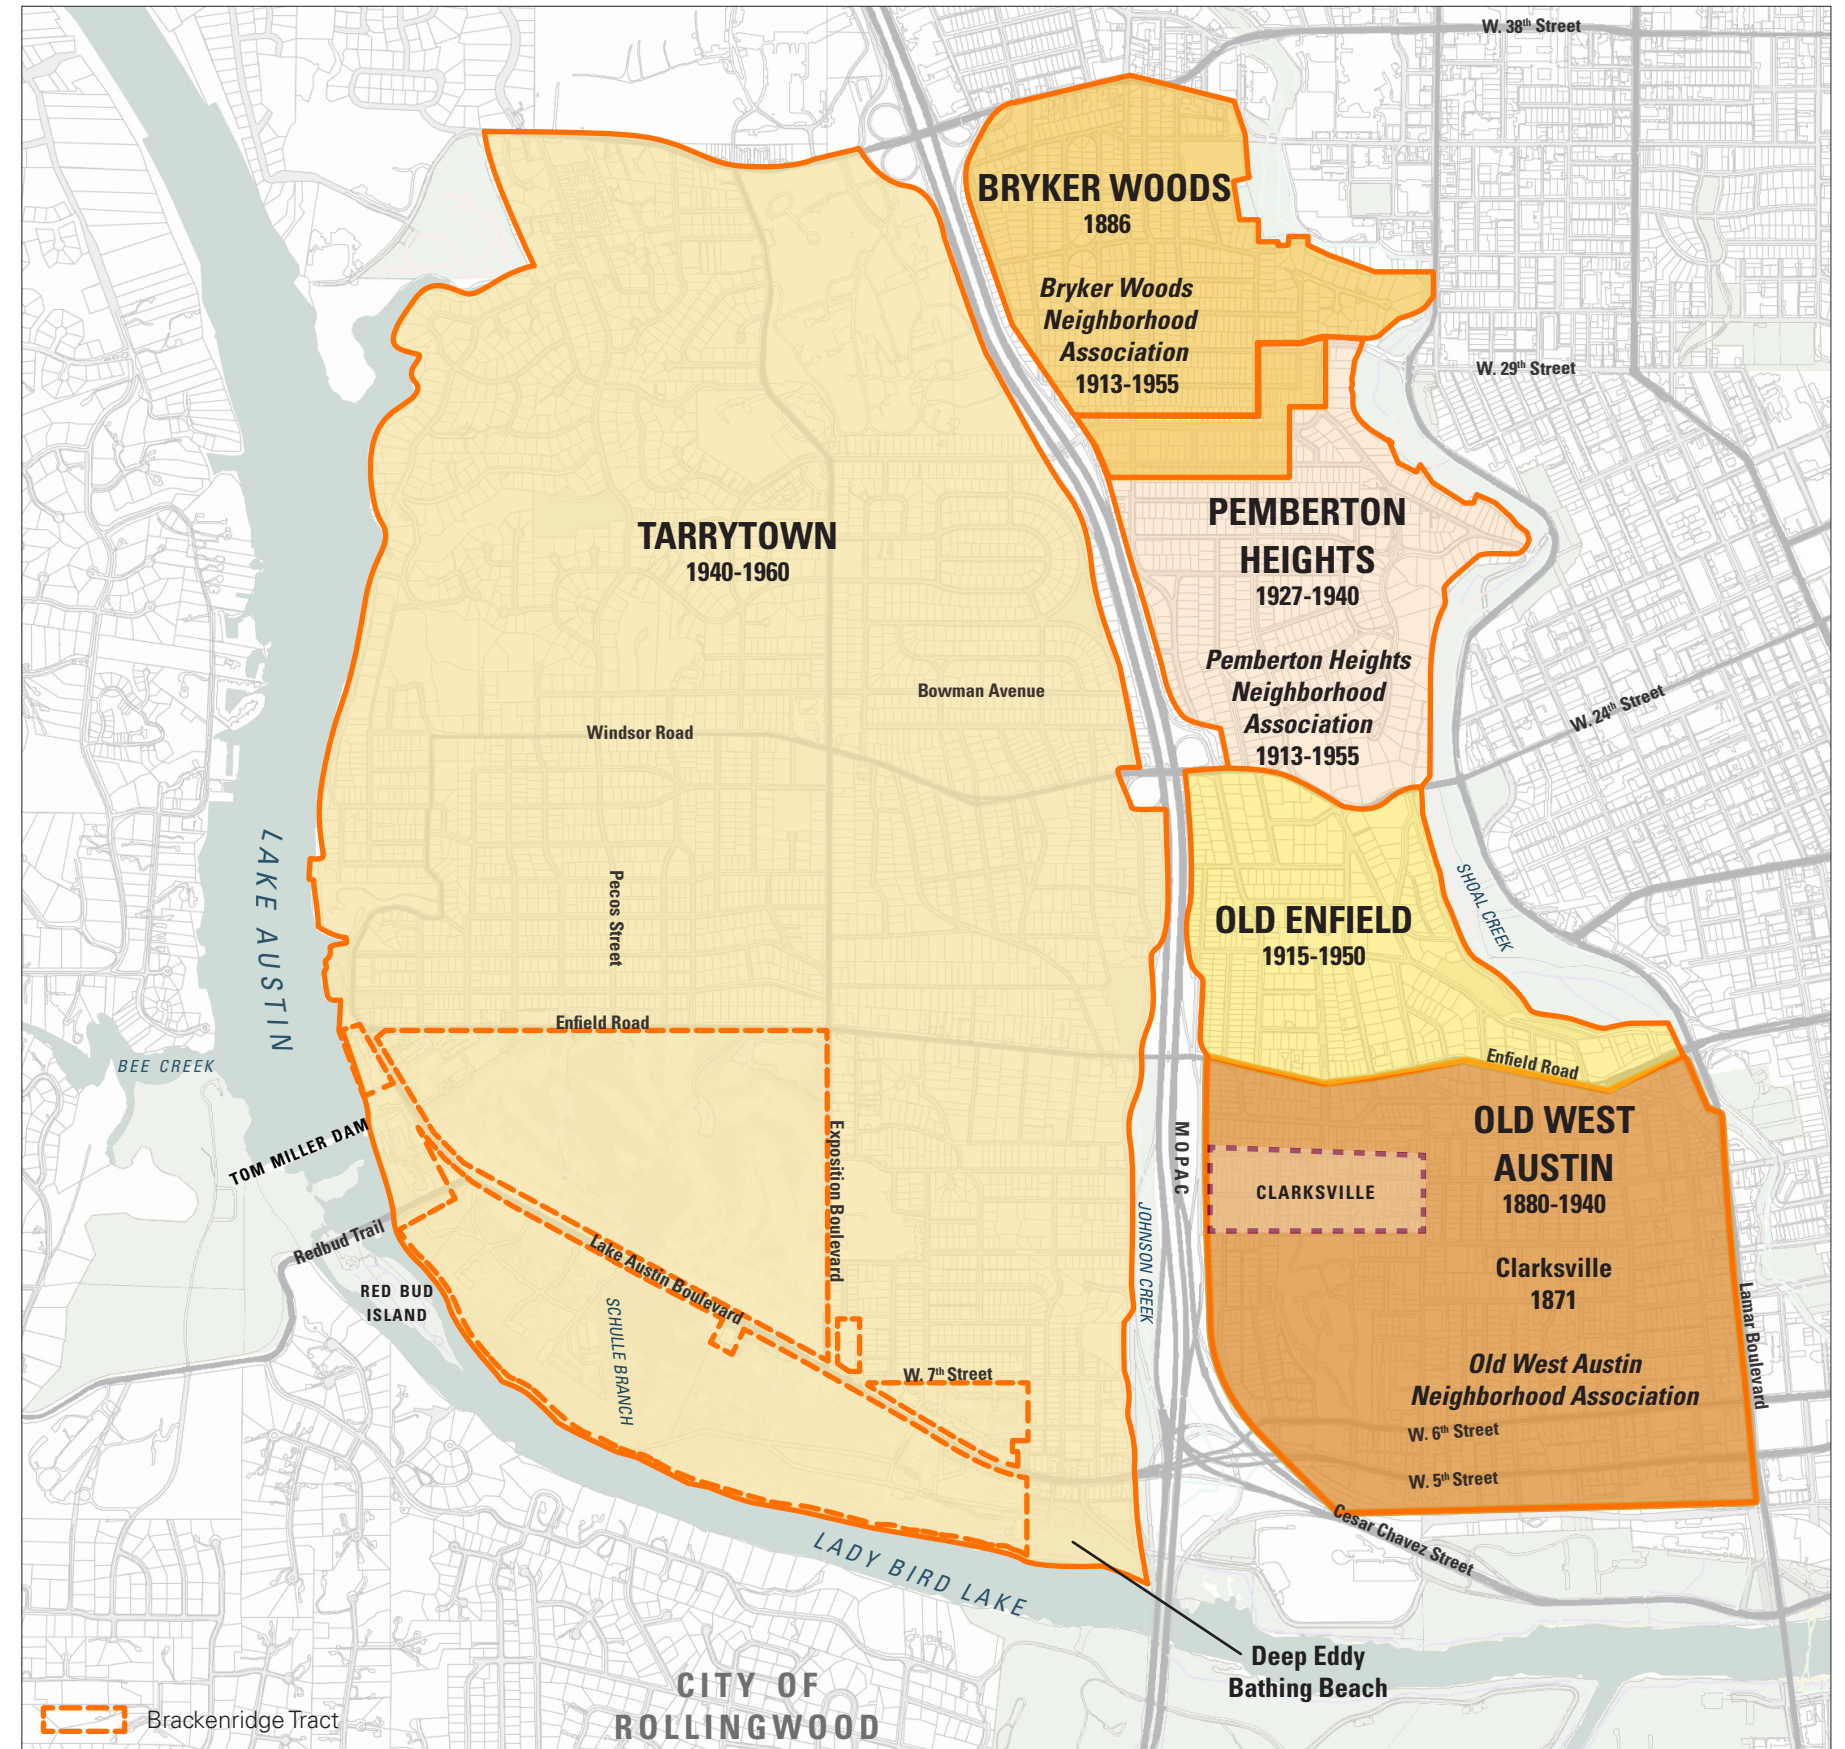 W. 38th Street
BRYKER WOODS
1886
Bryker Woods
Neighborhood
Association
1913-1955
W. 29th Street
TARRYTOWN
1940-1960
PEMBERTON
HEIGHTS
1927-1940
Pemberton Heights
Neighborhood
Association
1913-1955
Bowman Avenue
Windsor Road
W. 24th Street
LAKE AUSTIN
Pecos Street
SHOAL CREEK
OLD ENFIELD
1915-1950
Enfield Road
Enfield Road
BEE CREEK
TOM MILLER DAM
Exposition Boulevard
MOPAC
OLD WEST
AUSTIN
1880-1940
CLARKSVILLE
Clarksville
1871
Redbud Trail
Lake Austin Boulevard
JOHNSON CREEK
RED BUD
ISLAND
SCHULLE BRANCH
Lamar Boulevard
W. 7th Street
Old West Austin
Neighborhood Association
W. 6th Street
W. 5th Street
Cesar Chavez Street
LADY BIRD LAKE
Deep Eddy
Bathing Beach
CITY OF
ROLLINGWOOD
Brackenridge Tract